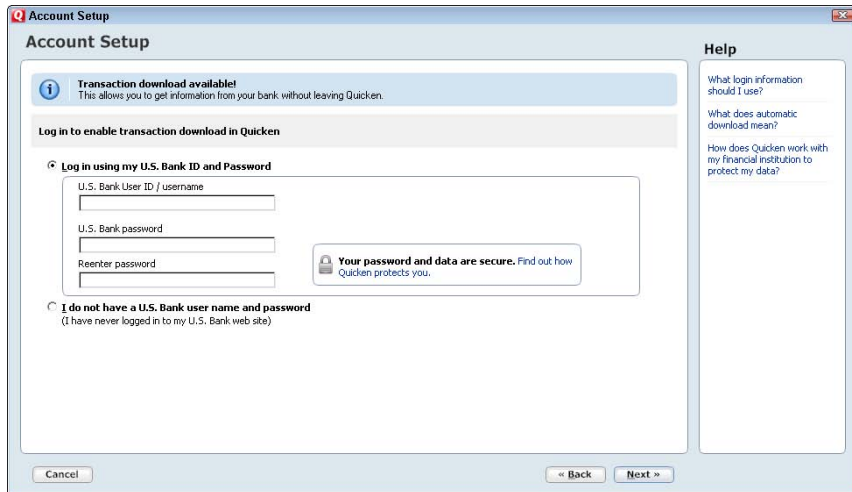 Account Setup
Account Setup
Transaction download available!
This allows you to get information from your bank without leaving Quicken.
Log in to enable transaction download in Quicken
Log in using my U.S. Bank ID and Password
U.S. Bank User ID / username
U.S. Bank password
Reenter password
Your password and data are secure. Find out how
Quicken protects you.
I do not have a U.S. Bank user name and password
(I have never logged in to my U.S. Bank web site)
Cancel
« Back
Next »
Help
What login information
should I use?
What does automatic
download mean?
How does Quicken work with
my financial institution to
protect my data?